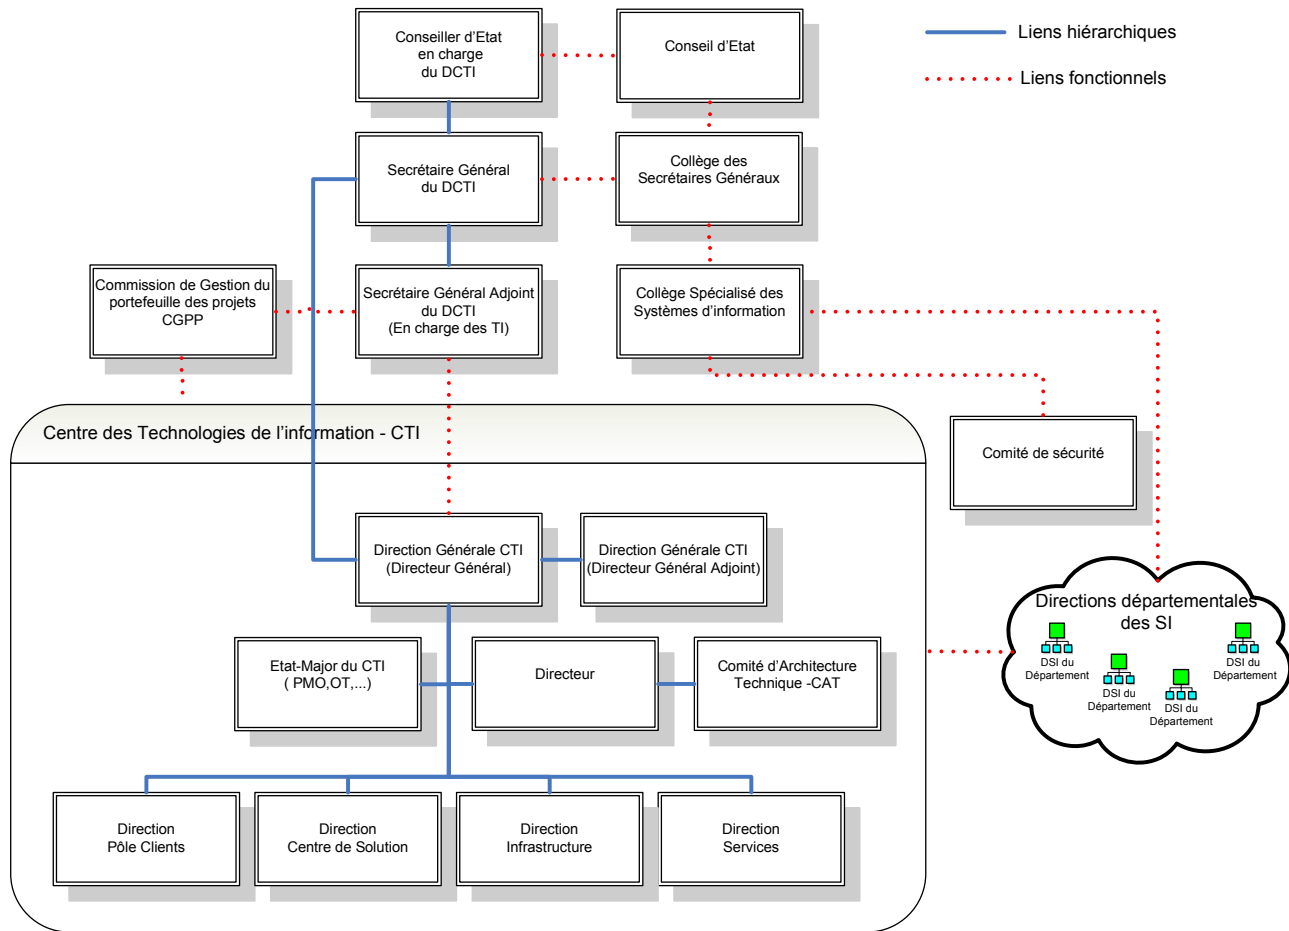 Conseiller d'Etat
en charge
du DCTI
Conseil d'Etat
Liens hiérarchiques
Liens fonctionnels
Secrétaire Général
du DCTI
Collège des
Secrétaires Généraux
Commission de Gestion du
portefeuille des projets
CGPP
Secrétaire Général Adjoint
du DCTI
(En charge des TI)
Collège Spécialisé des
Systèmes d'information
Centre des Technologies de l'information - CTI
Comité de sécurité
Direction Générale CTI
(Directeur Général)
Direction Générale CTI
(Directeur Général Adjoint)
Directions départementales
des SI
DSI du
Département
DSI du
Département
DSI du
Département
DSI du
Département
Etat-Major du CTI
( PMO,OT,...)
Directeur
Comité d'Architecture
Technique -CAT
Direction
Pôle Clients
Direction
Centre de Solution
Direction
Infrastructure
Direction
Services